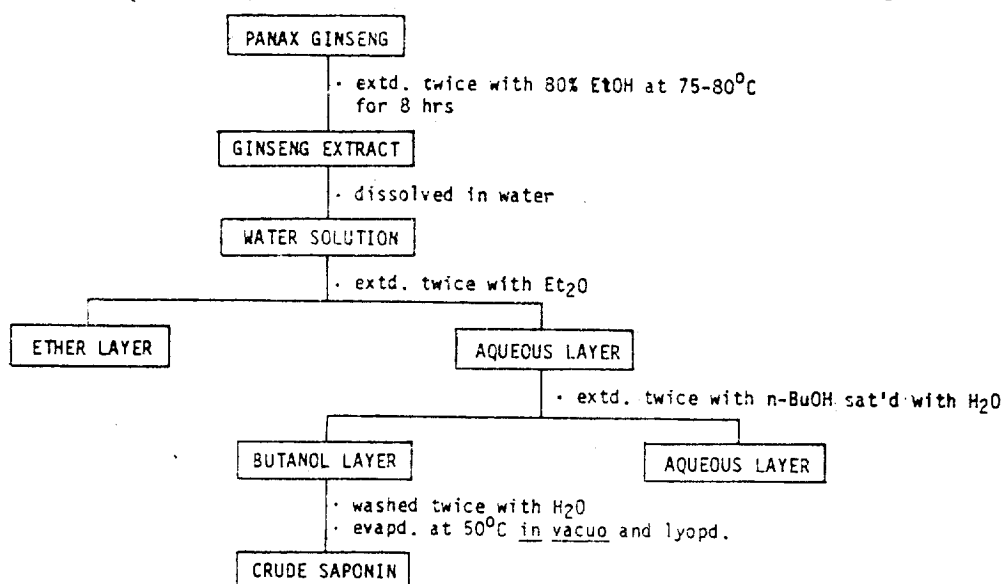 PANAX GINSENG
· extd. twice with 80% EtOH at 75-80°C
for 8 hrs
GINSENG EXTRACT
· dissolved in water
WATER SOLUTION
· extd. twice with Et₂O
ETHER LAYER
AQUEOUS LAYER
· extd. twice with n-BuOH sat'd with H₂O
BUTANOL LAYER
AQUEOUS LAYER
· washed twice with H₂O
· evapd. at 50°C in vacuo and lyopd.
CRUDE SAPONIN